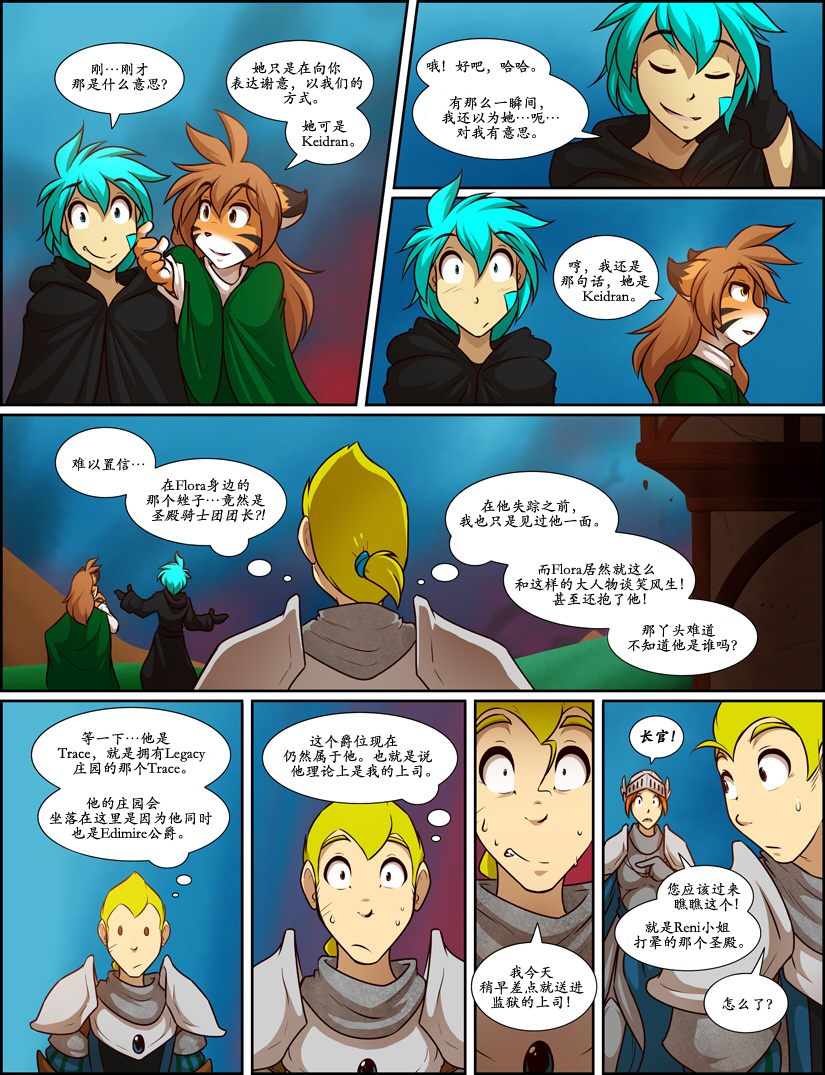 刚…刚才
那是什么意思?
她只是在向你
表达谢意，以我们的
方式。
她可是
Keidran。
哦！好吧，哈哈。
有那么一瞬间，
我还以为她…呃…
对我有意思。
哼，我还是
那句话，她是
Keidran。
难以置信…
在Flora身边的
那个矬子…竟然是
圣殿骑士团团长?!
在他失踪之前，
我也只是见过他一面。
而Flora居然就这么
和这样的大人物谈笑风生！
甚至还抱了他！
那丫头难道
不知道他是谁吗?
等一下…他是
Trace，就是拥有Legacy
庄园的那个Trace。
他的庄园会
坐落在这里是因为他同时
也是Edimire公爵。
这个爵位现在
仍然属于他。也就是说
他理论上是我的上司。
我今天
稍早差点就送进
监狱的上司！
长官！
您应该过来
瞧瞧这个！
就是Reni小姐
打晕的那个圣殿。
怎么了?